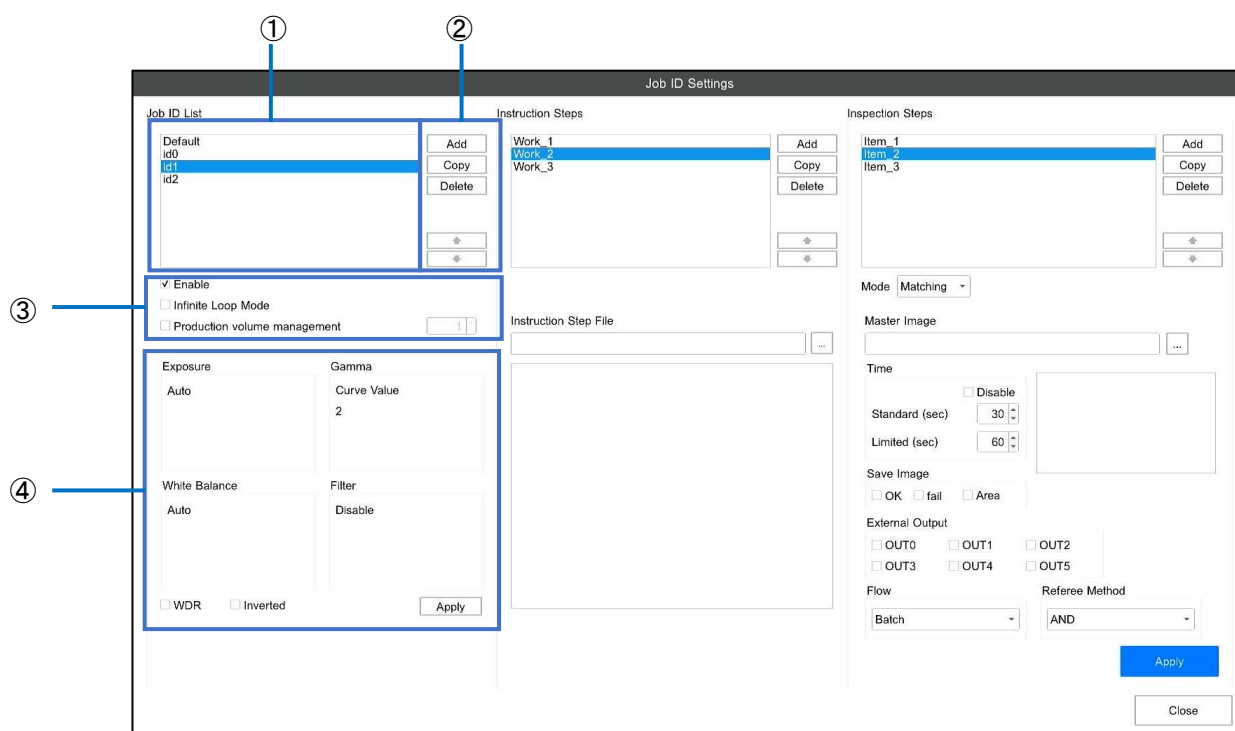 ① ②
Job ID Settings
Job ID List
Default
id0
id1
id2
Add
Copy
Delete
③
Enable
Infinite Loop Mode
Production volume management 1
④
Exposure
Auto
Gamma
Curve Value
2
White Balance
Auto
Filter
Disable
WDR Inverted Apply
Instruction Steps
Work_1
Work_2
Work_3
Add
Copy
Delete
Instruction Step File
...
Inspection Steps
Item_1
Item_2
Item_3
Add
Copy
Delete
Mode Matching
Master Image
...
Time
Disable
Standard (sec) 30
Limited (sec) 60
Save Image
OK fail Area
External Output
OUT0 OUT1 OUT2
OUT3 OUT4 OUT5
Flow
Batch
Referee Method
AND
Apply
Close